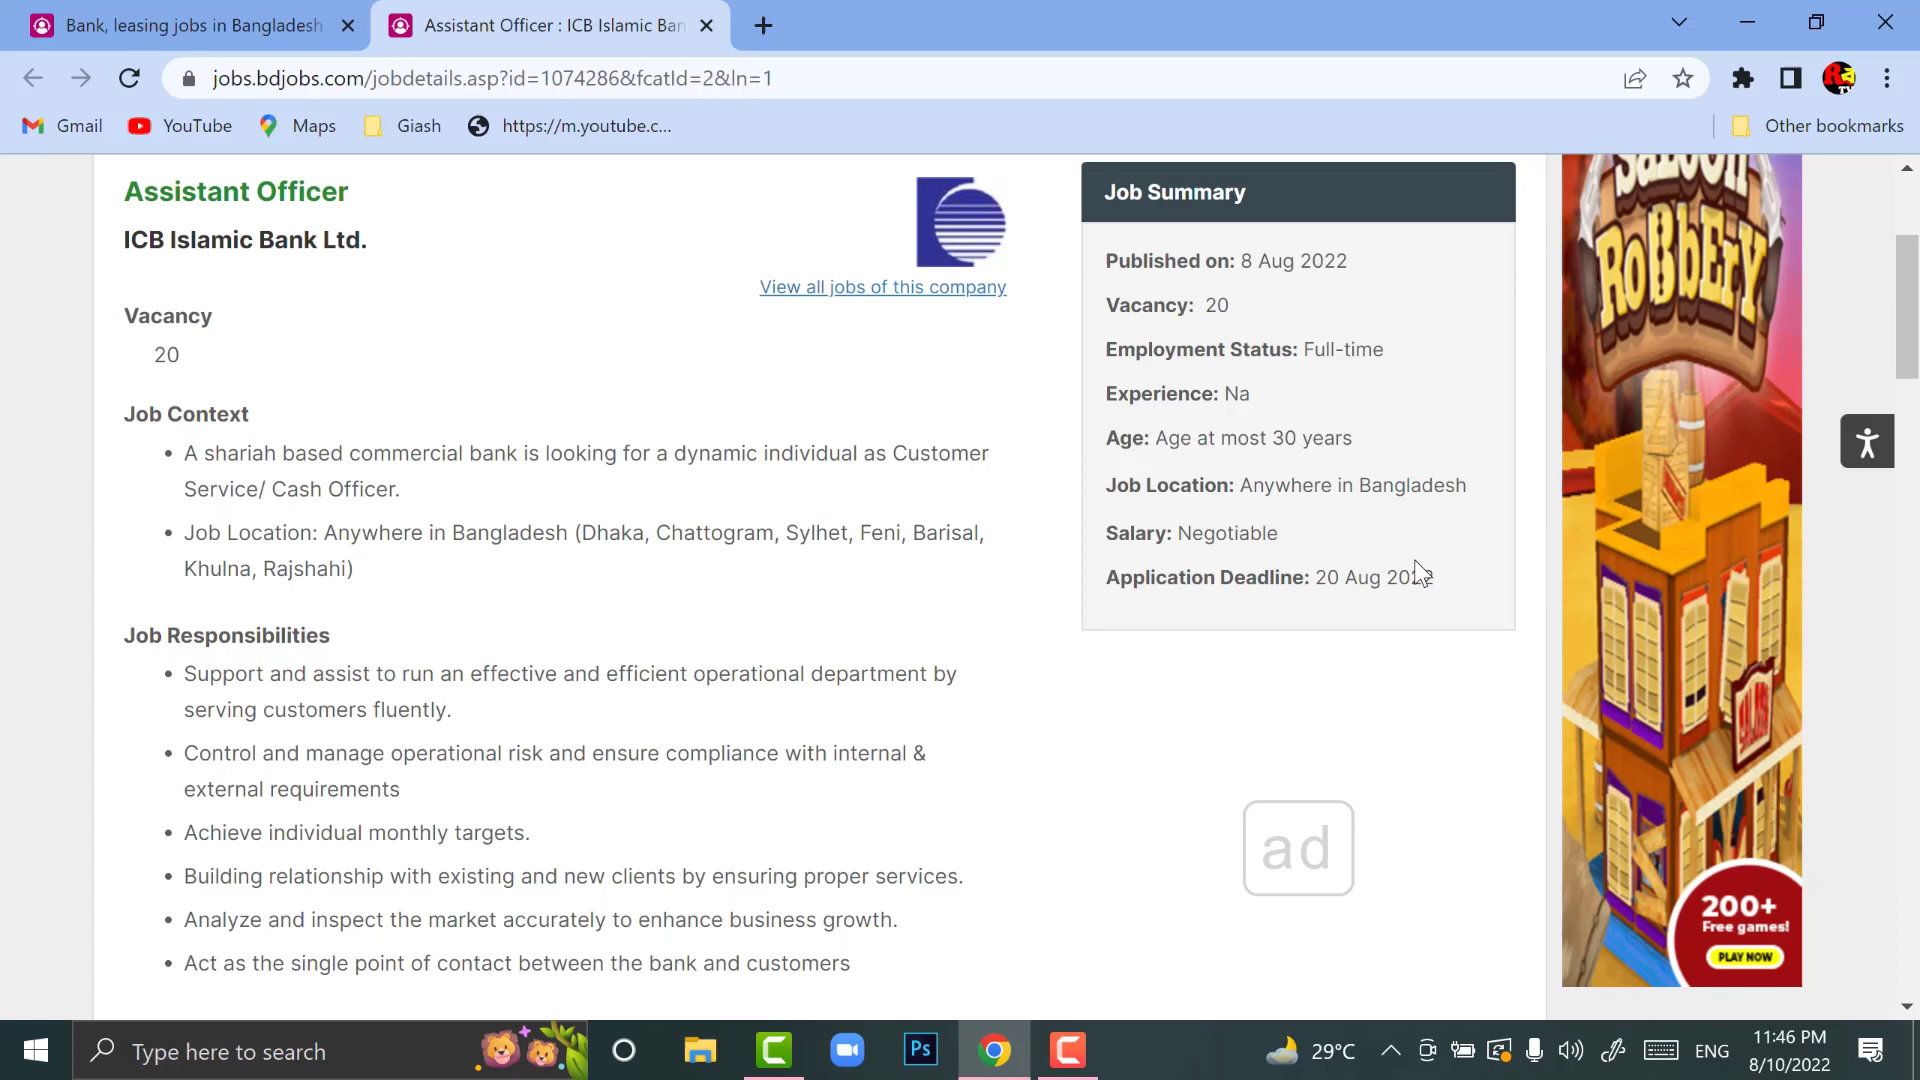 Bank, leasing jobs in Bangladesh
Assistant Officer : ICB Islamic Ban
jobs.bdjobs.com/jobdetails.asp?id=1074286&fcatId=2&ln=1
Gmail
YouTube
Maps
Giash
https://m.youtube.c...
Other bookmarks
Assistant Officer
ICB Islamic Bank Ltd.
View all jobs of this company
Vacancy
20
Job Context
• A shariah based commercial bank is looking for a dynamic individual as Customer
Service/ Cash Officer.
• Job Location: Anywhere in Bangladesh (Dhaka, Chattogram, Sylhet, Feni, Barisal,
Khulna, Rajshahi)
Job Responsibilities
• Support and assist to run an effective and efficient operational department by
serving customers fluently.
• Control and manage operational risk and ensure compliance with internal &
external requirements
• Achieve individual monthly targets.
• Building relationship with existing and new clients by ensuring proper services.
• Analyze and inspect the market accurately to enhance business growth.
• Act as the single point of contact between the bank and customers
Job Summary
Published on: 8 Aug 2022
Vacancy: 20
Employment Status: Full-time
Experience: Na
Age: Age at most 30 years
Job Location: Anywhere in Bangladesh
Salary: Negotiable
Application Deadline: 20 Aug 2022
ad
SALOON
ROBBERY
200+
Free games!
PLAY NOW
Type here to search
Ps
29°C
ENG
11:46 PM
8/10/2022